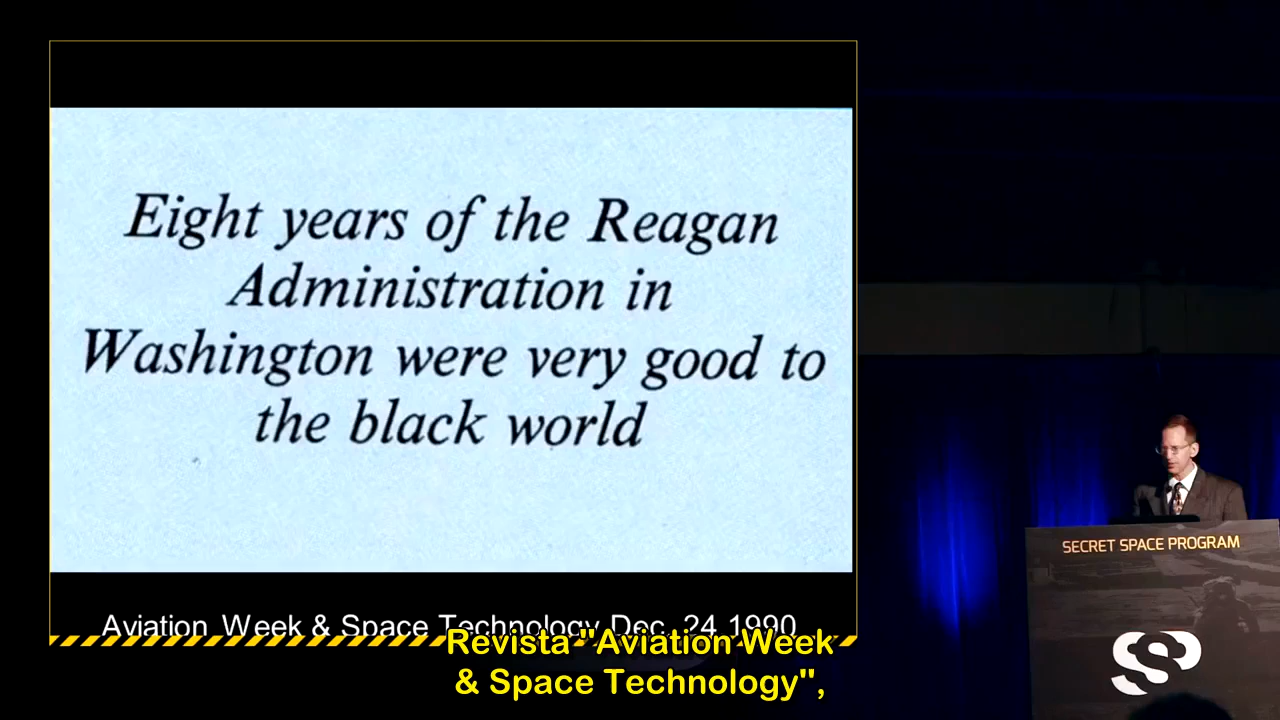 Eight years of the Reagan
Administration in
Washington were very good to
the black world
Aviation Week & Space Technology Dec. 24 1990
SECRET SPACE PROGRAM
SSP
Revista "Aviation Week
& Space Technology",